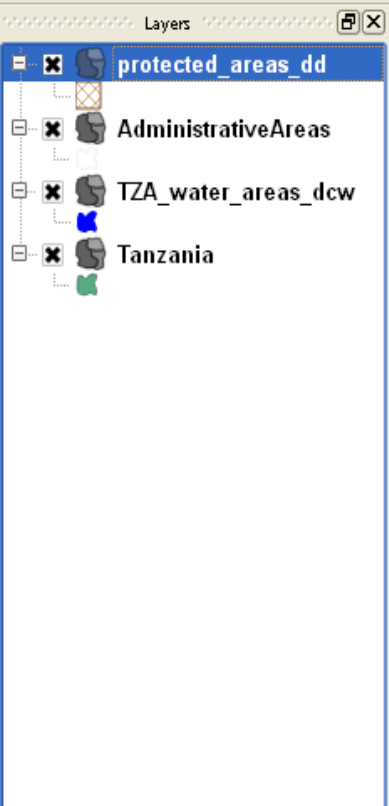 Layers
protected_areas_dd
AdministrativeAreas
TZA_water_areas_dcw
Tanzania